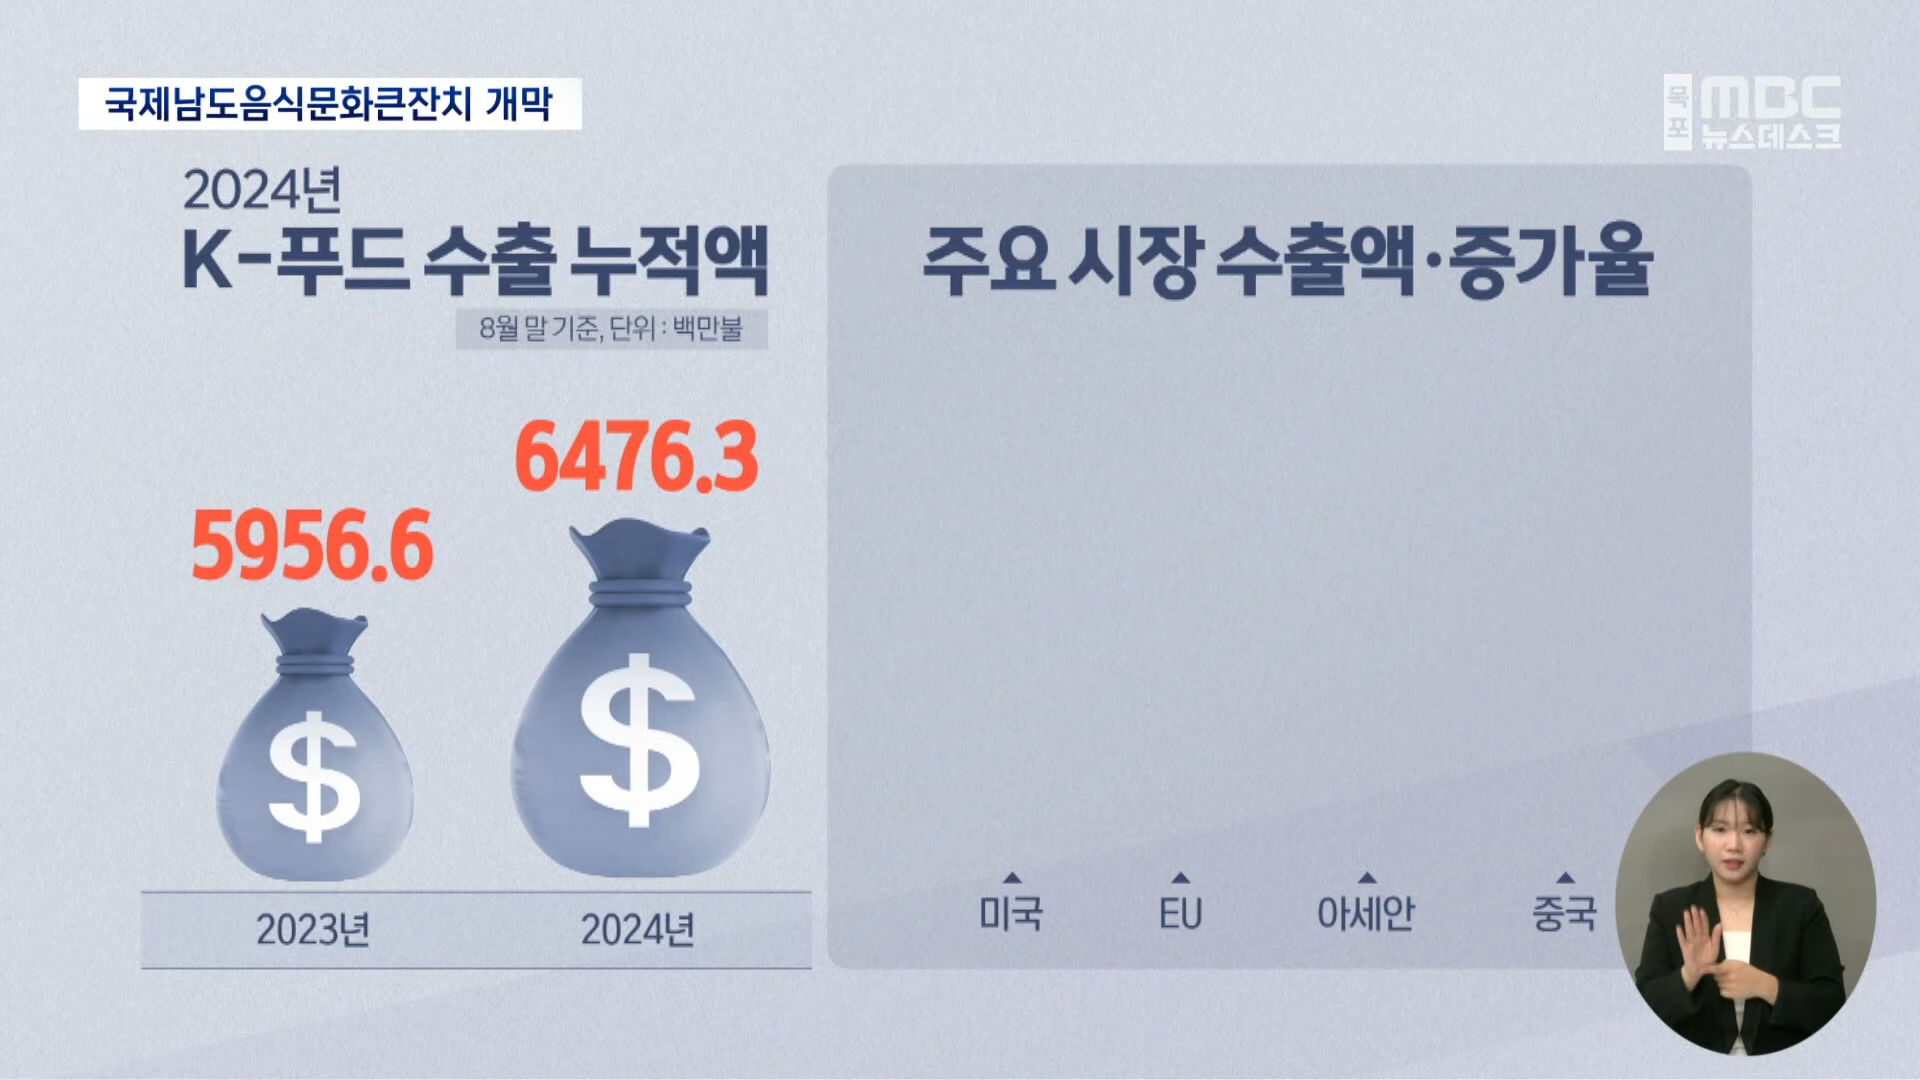 국제남도음식문화큰잔치 개막
목포 MBC
뉴스데스크
2024년
K-푸드 수출 누적액
8월 말 기준, 단위 : 백만불
5956.6
6476.3
$
$
2023년
2024년
주요 시장 수출액·증가율
미국
EU
아세안
중국